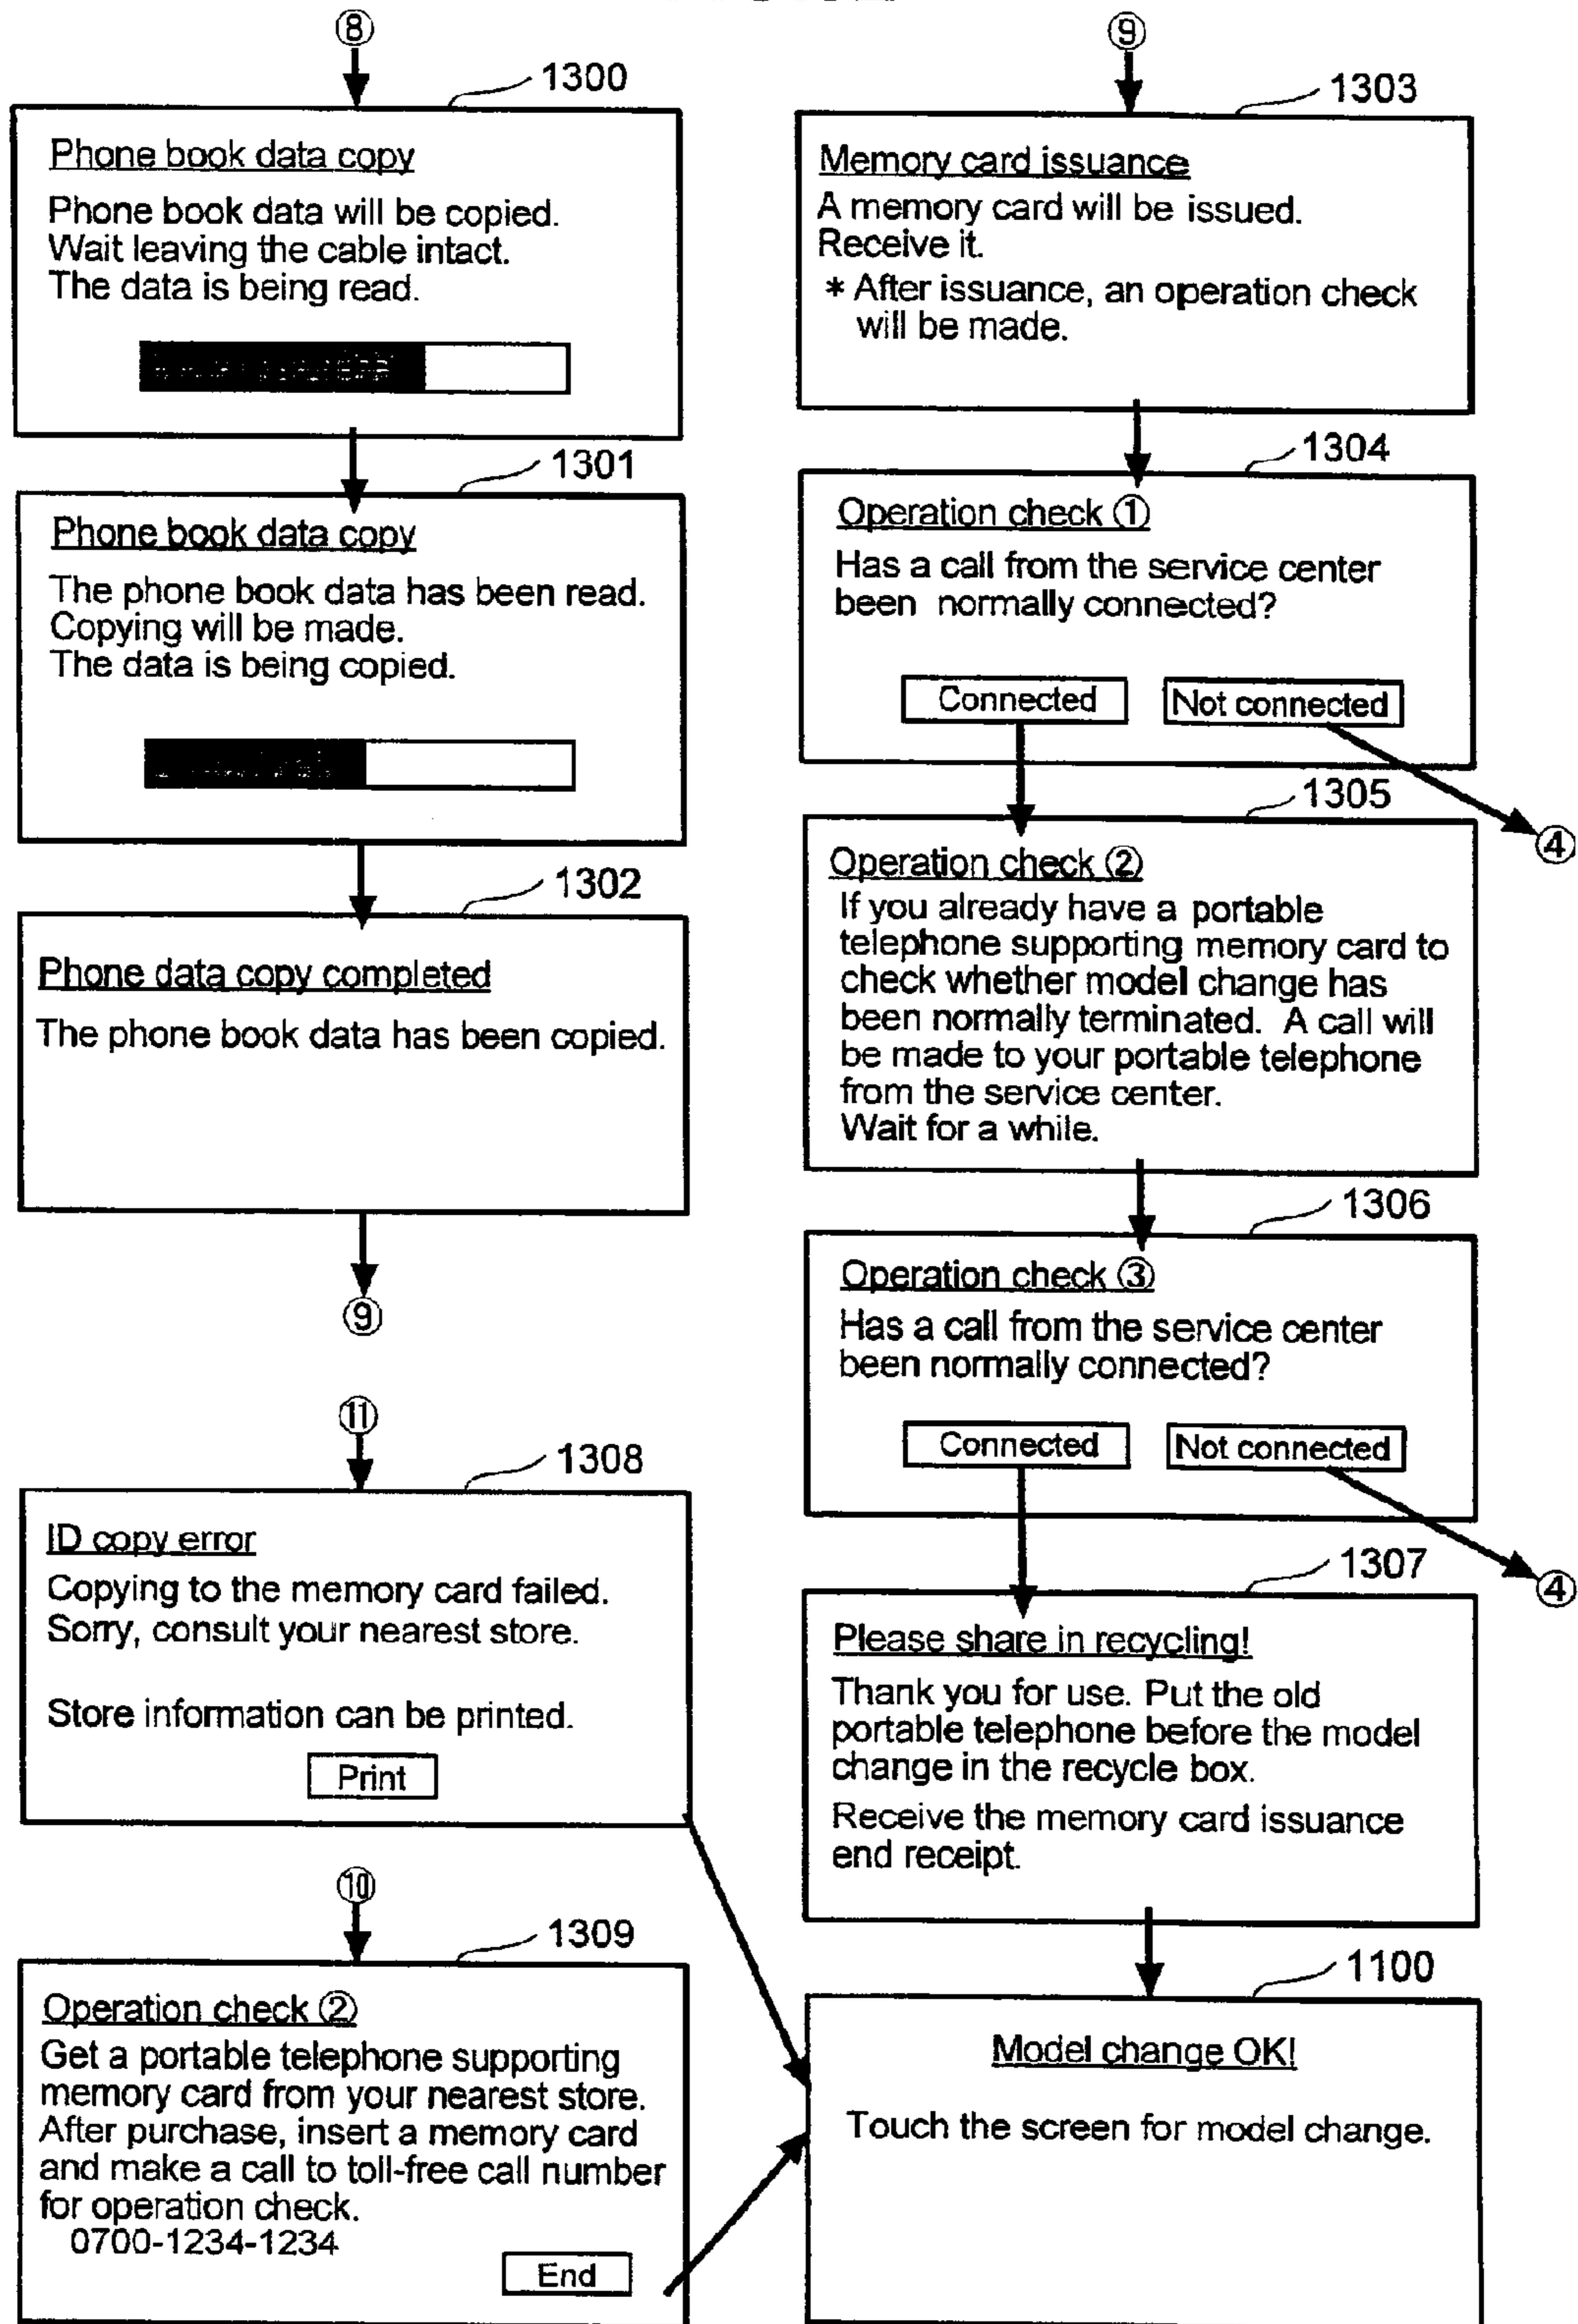 ⑧
1300
Phone book data copy
Phone book data will be copied.
Wait leaving the cable intact.
The data is being read.
1301
Phone book data copy
The phone book data has been read.
Copying will be made.
The data is being copied.
1302
Phone data copy completed
The phone book data has been copied.
⑨
⑪
1308
ID copy error
Copying to the memory card failed.
Sorry, consult your nearest store.
Store information can be printed.
Print
⑩
1309
Operation check ②
Get a portable telephone supporting
memory card from your nearest store.
After purchase, insert a memory card
and make a call to toll-free call number
for operation check.
0700-1234-1234
End
⑨
1303
Memory card issuance
A memory card will be issued.
Receive it.
* After issuance, an operation check
will be made.
1304
Operation check ①
Has a call from the service center
been normally connected?
Connected
Not connected
④
1305
Operation check ②
If you already have a portable
telephone supporting memory card to
check whether model change has
been normally terminated. A call will
be made to your portable telephone
from the service center.
Wait for a while.
1306
Operation check ③
Has a call from the service center
been normally connected?
Connected
Not connected
④
1307
Please share in recycling!
Thank you for use. Put the old
portable telephone before the model
change in the recycle box.
Receive the memory card issuance
end receipt.
1100
Model change OK!
Touch the screen for model change.